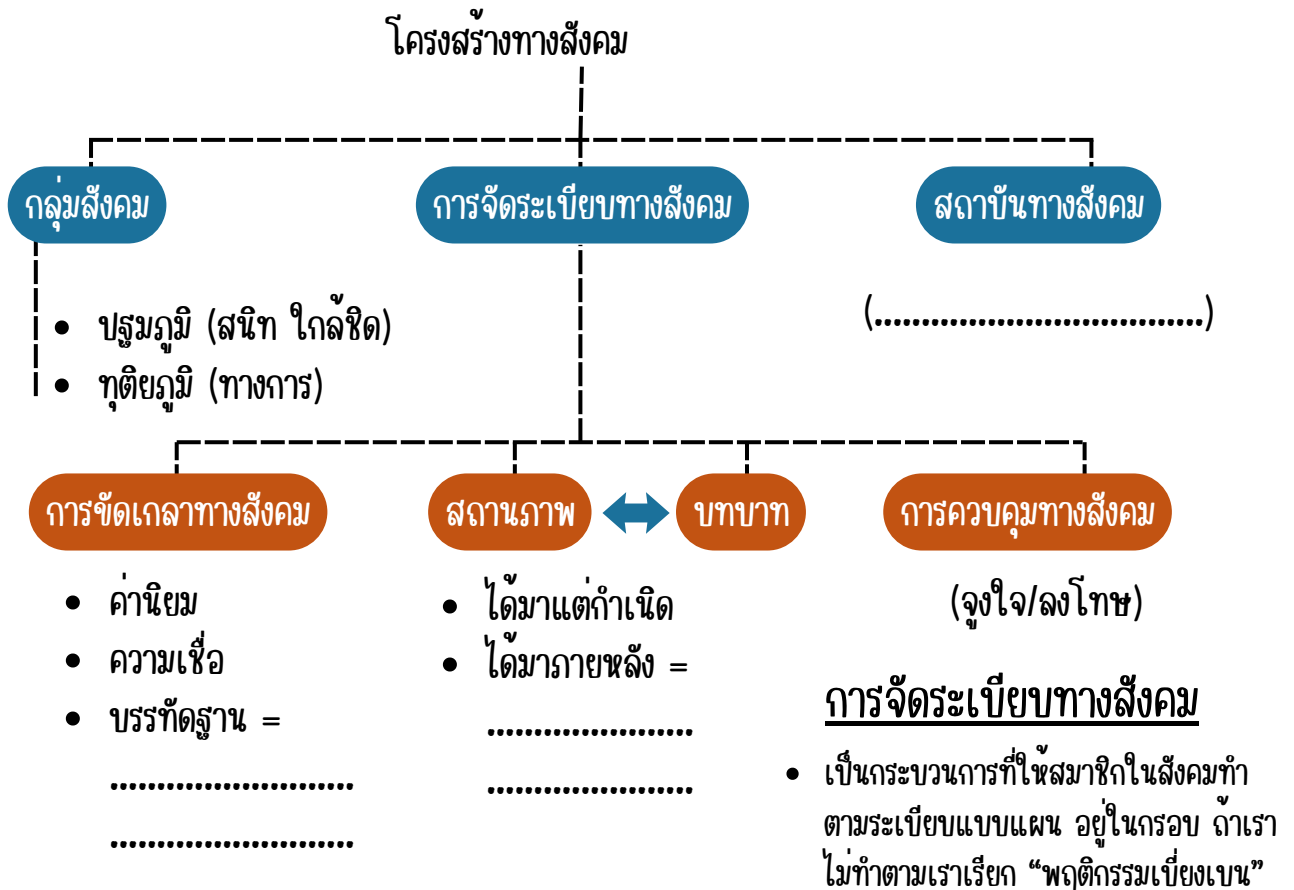 โครงสร้างทางสังคม
กลุ่มสังคม
การจัดระเบียบทางสังคม
สถาบันทางสังคม
• ปฐมภูมิ (สนิท ใกล้ชิด)
• ทุติยภูมิ (ทางการ)
(..................................)
การขัดเกลาทางสังคม
สถานภาพ
บทบาท
การควบคุมทางสังคม
• ค่านิยม
• ความเชื่อ
• บรรทัดฐาน =
..........................
..........................
• ได้มาแต่กำเนิด
• ได้มาภายหลัง =
......................
......................
(จูงใจ/ลงโทษ)
การจัดระเบียบทางสังคม
• เป็นกระบวนการที่ให้สมาชิกในสังคมทำ
ตามระเบียบแบบแผน อยู่ในกรอบ ถ้าเรา
ไม่ทำตามเราเรียก “พฤติกรรมเบี่ยงเบน”